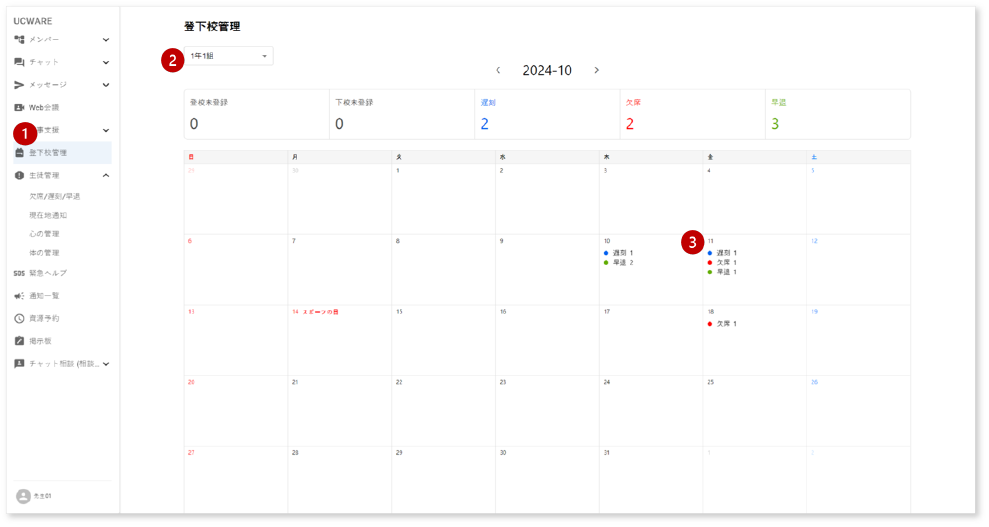 UCWARE
メンバー
チャット
メッセージ
Web会議
1
事支援
登下校管理
生徒管理
欠席/遅刻/早退
現在地通知
心の管理
体の管理
SOS 緊急ヘルプ
通知一覧
資源予約
掲示板
チャット相談 (相談...
先生01
登下校管理
2
1年1組
2024-10
登校未登録 下校未登録 遅刻 欠席 早退
0 0 2 2 3
日 月 火 水 木 金 土
29 30 1 2 3 4 5
6 7 8 9 10 3 11 12
遅刻 1 遅刻 1
早退 2 欠席 1
早退 1
13 14 スポーツの日 15 16 17 18 19
欠席 1
20 21 22 23 24 25 26
27 28 29 30 31 1 2